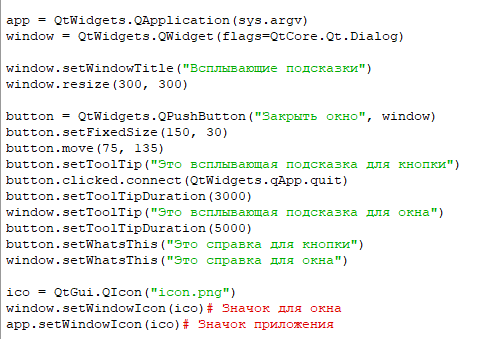 app = QtWidgets.QApplication(sys.argv)
window = QtWidgets.QWidget(flags=QtCore.Qt.Dialog)
window.setWindowTitle("Всплывающие подсказки")
window.resize(300, 300)
button = QtWidgets.QPushButton("Закрыть окно", window)
button.setFixedSize(150, 30)
button.move(75, 135)
button.setToolTip("Это всплывающая подсказка для кнопки")
button.clicked.connect(QtWidgets.qApp.quit)
button.setToolTipDuration(3000)
window.setToolTip("Это всплывающая подсказка для окна")
button.setToolTipDuration(5000)
button.setWhatsThis("Это справка для кнопки")
window.setWhatsThis("Это справка для окна")
ico = QtGui.QIcon("icon.png")
window.setWindowIcon(ico)# Значок для окна
app.setWindowIcon(ico)# Значок приложения